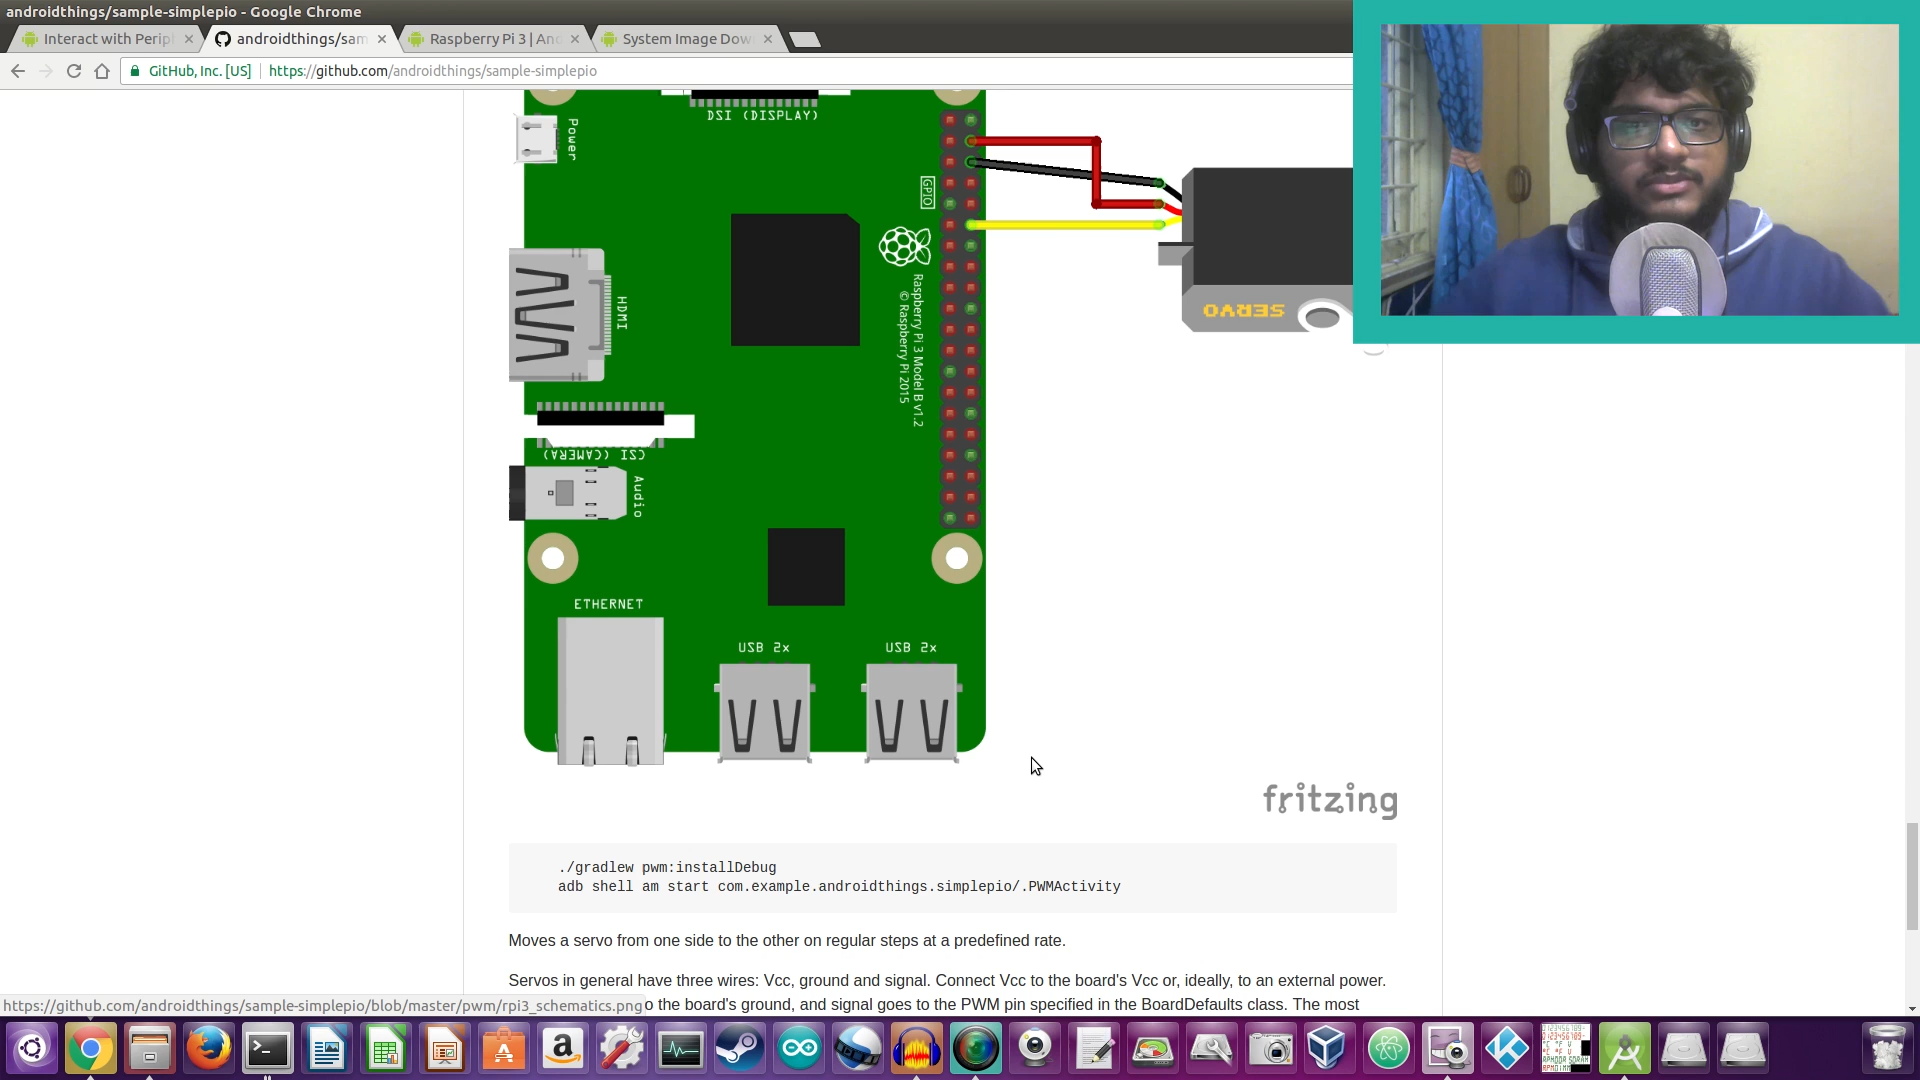 androidthings/sample-simplepio - Google Chrome
Interact with Periph
androidthings/sam
Raspberry Pi 3 | And
System Image Dow
GitHub, Inc. [US]
https://github.com/androidthings/sample-simplepio
DSI (DISPLAY)
Power
GPIO
HDMI
Raspberry Pi 3 Model B v1.2
© Raspberry Pi 2015
SERVO
CSI (CAMERA)
Audio
ETHERNET
USB 2x
USB 2x
fritzing
./gradlew pwm:installDebug
adb shell am start com.example.androidthings.simplepio/.PWMActivity
Moves a servo from one side to the other on regular steps at a predefined rate.
Servos in general have three wires: Vcc, ground and signal. Connect Vcc to the board's Vcc or, ideally, to an external power.
https://github.com/androidthings/sample-simplepio/blob/master/pwm/rpi3_schematics.png
o the board's ground, and signal goes to the PWM pin specified in the BoardDefaults class. The most